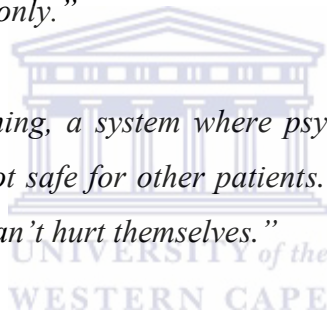 only.”
ning, a system where psy
ot safe for other patients.
an’t hurt themselves.”
UNIVERSITY of the
WESTERN CAPE